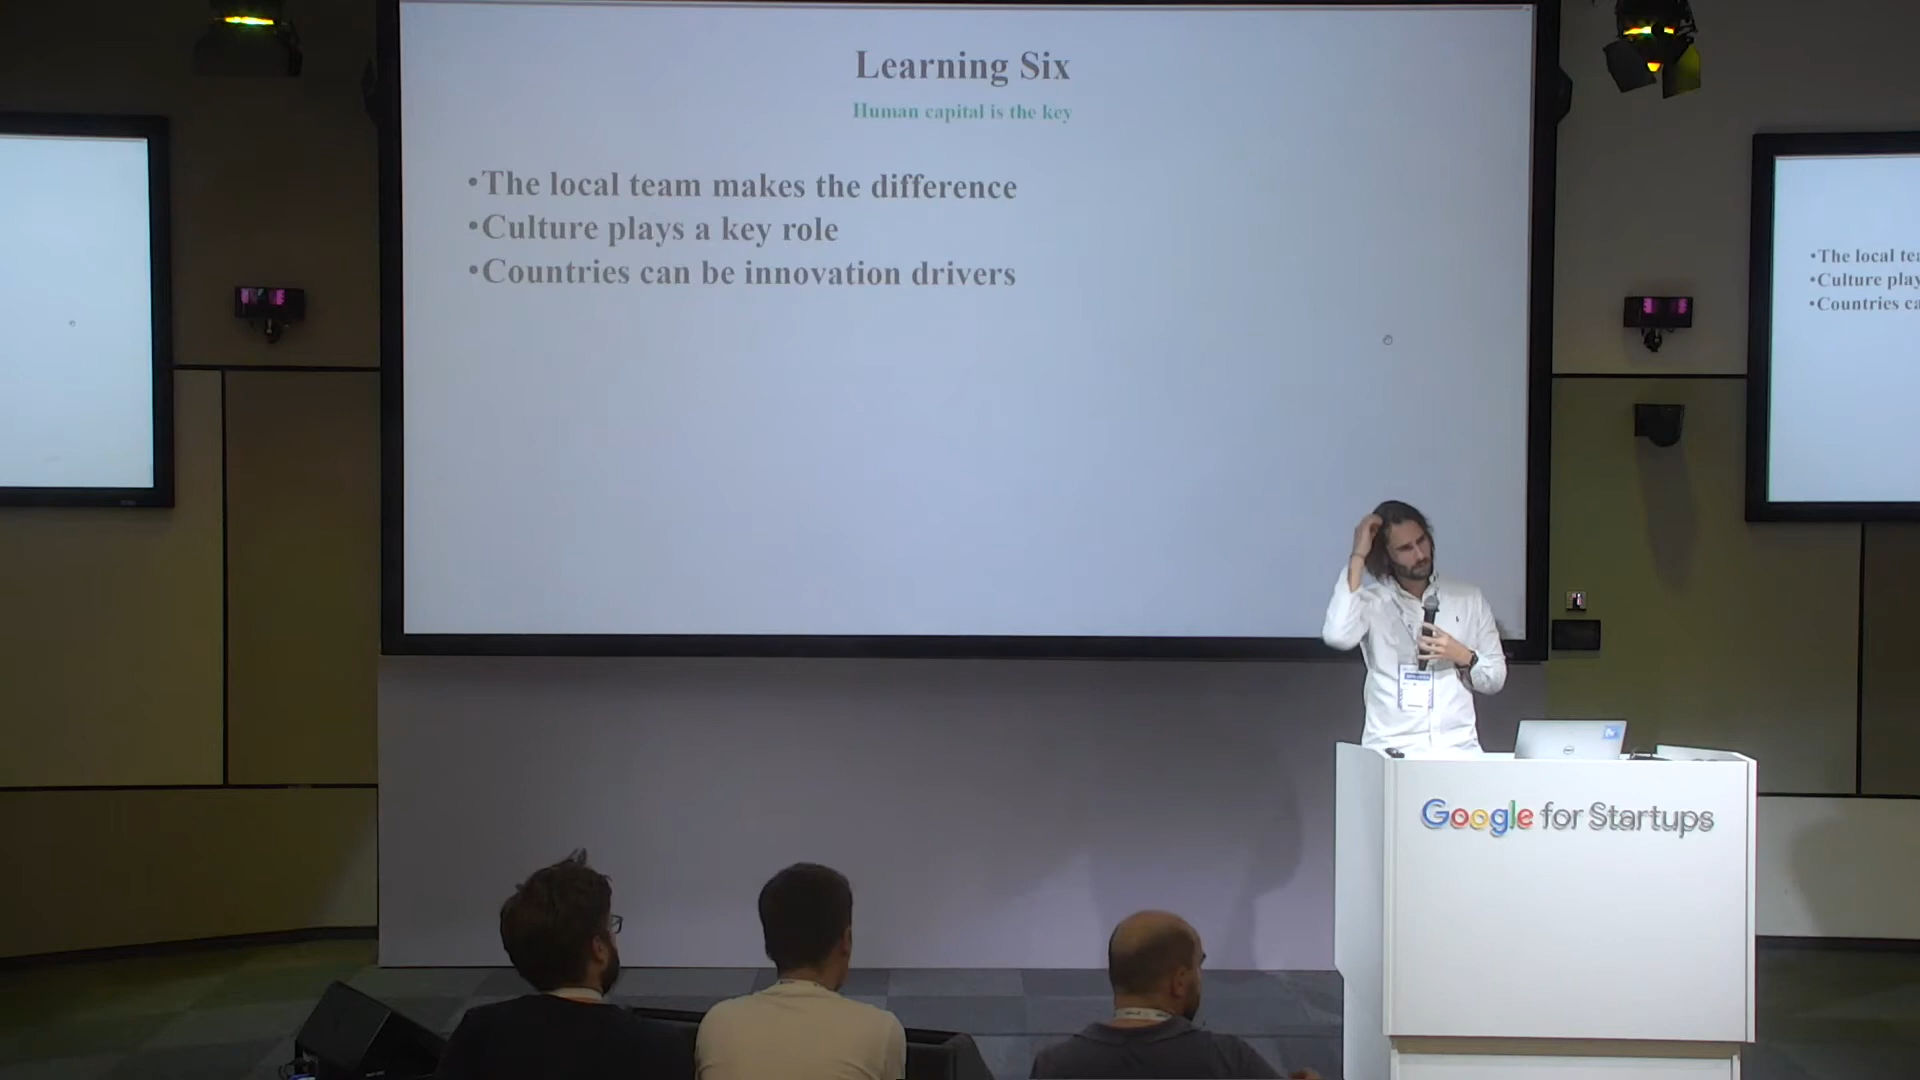 Learning Six
Human capital is the key
•The local team makes the difference
•Culture plays a key role
•Countries can be innovation drivers
•The local tea
•Culture play
•Countries ca
Google for Startups